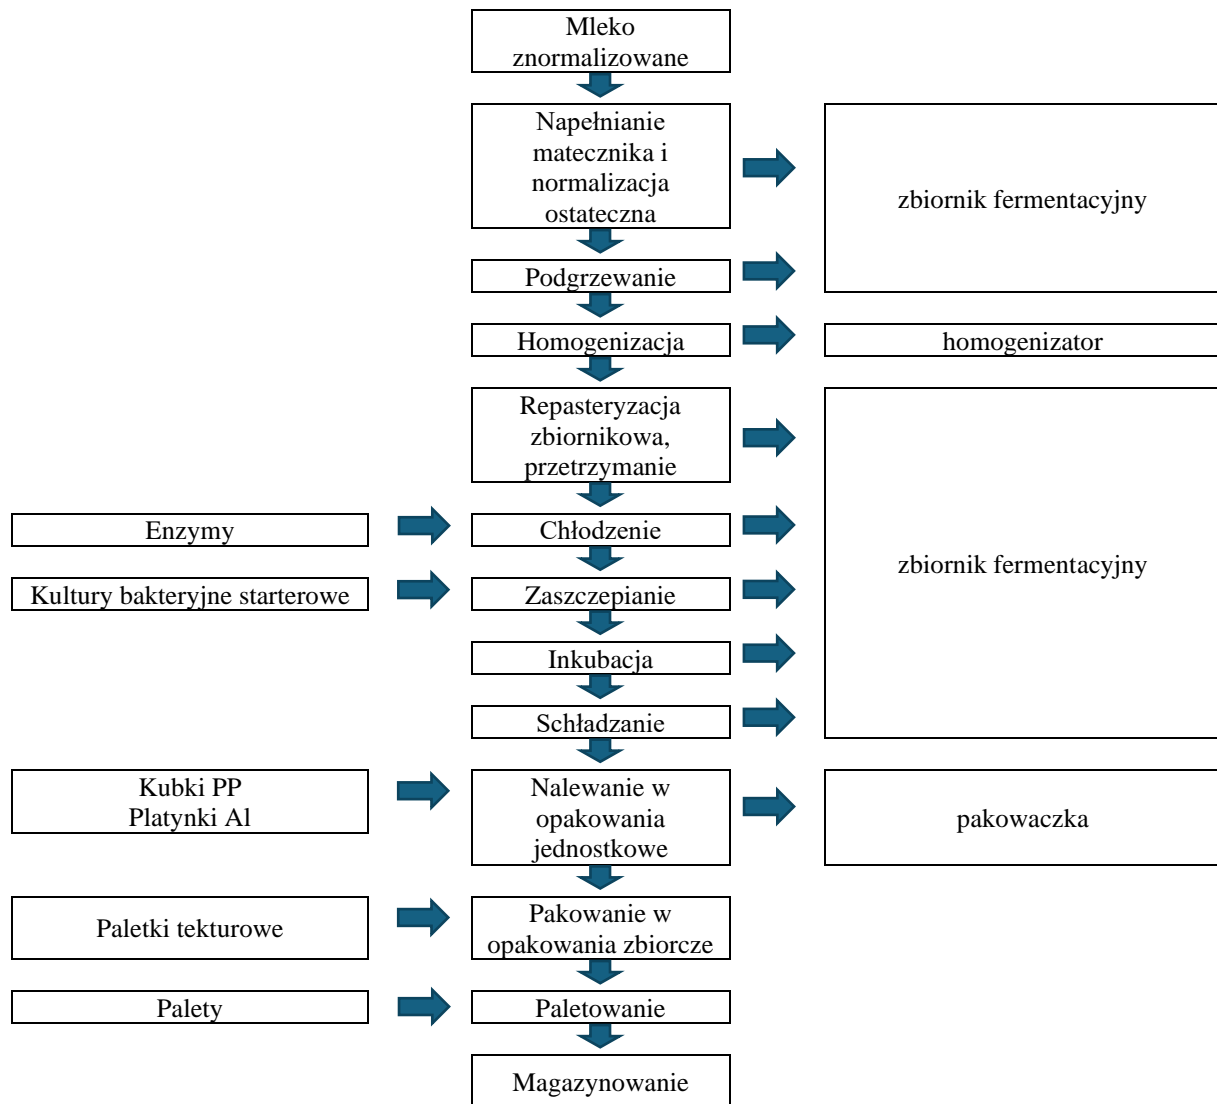 Mleko
znormalizowane
Napełnianie
matecznika i
normalizacja
ostateczna
zbiornik fermentacyjny
Podgrzewanie
Homogenizacja
homogenizator
Repasteryzacja
zbiornikowa,
przetrzymanie
Enzymy
Chłodzenie
zbiornik fermentacyjny
Kultury bakteryjne starterowe
Zaszczepianie
Inkubacja
Schładzanie
Kubki PP
Platynki Al
Nalewanie w
opakowania
jednostkowe
pakowaczka
Paletki tekturowe
Pakowanie w
opakowania zbiorcze
Palety
Paletowanie
Magazynowanie